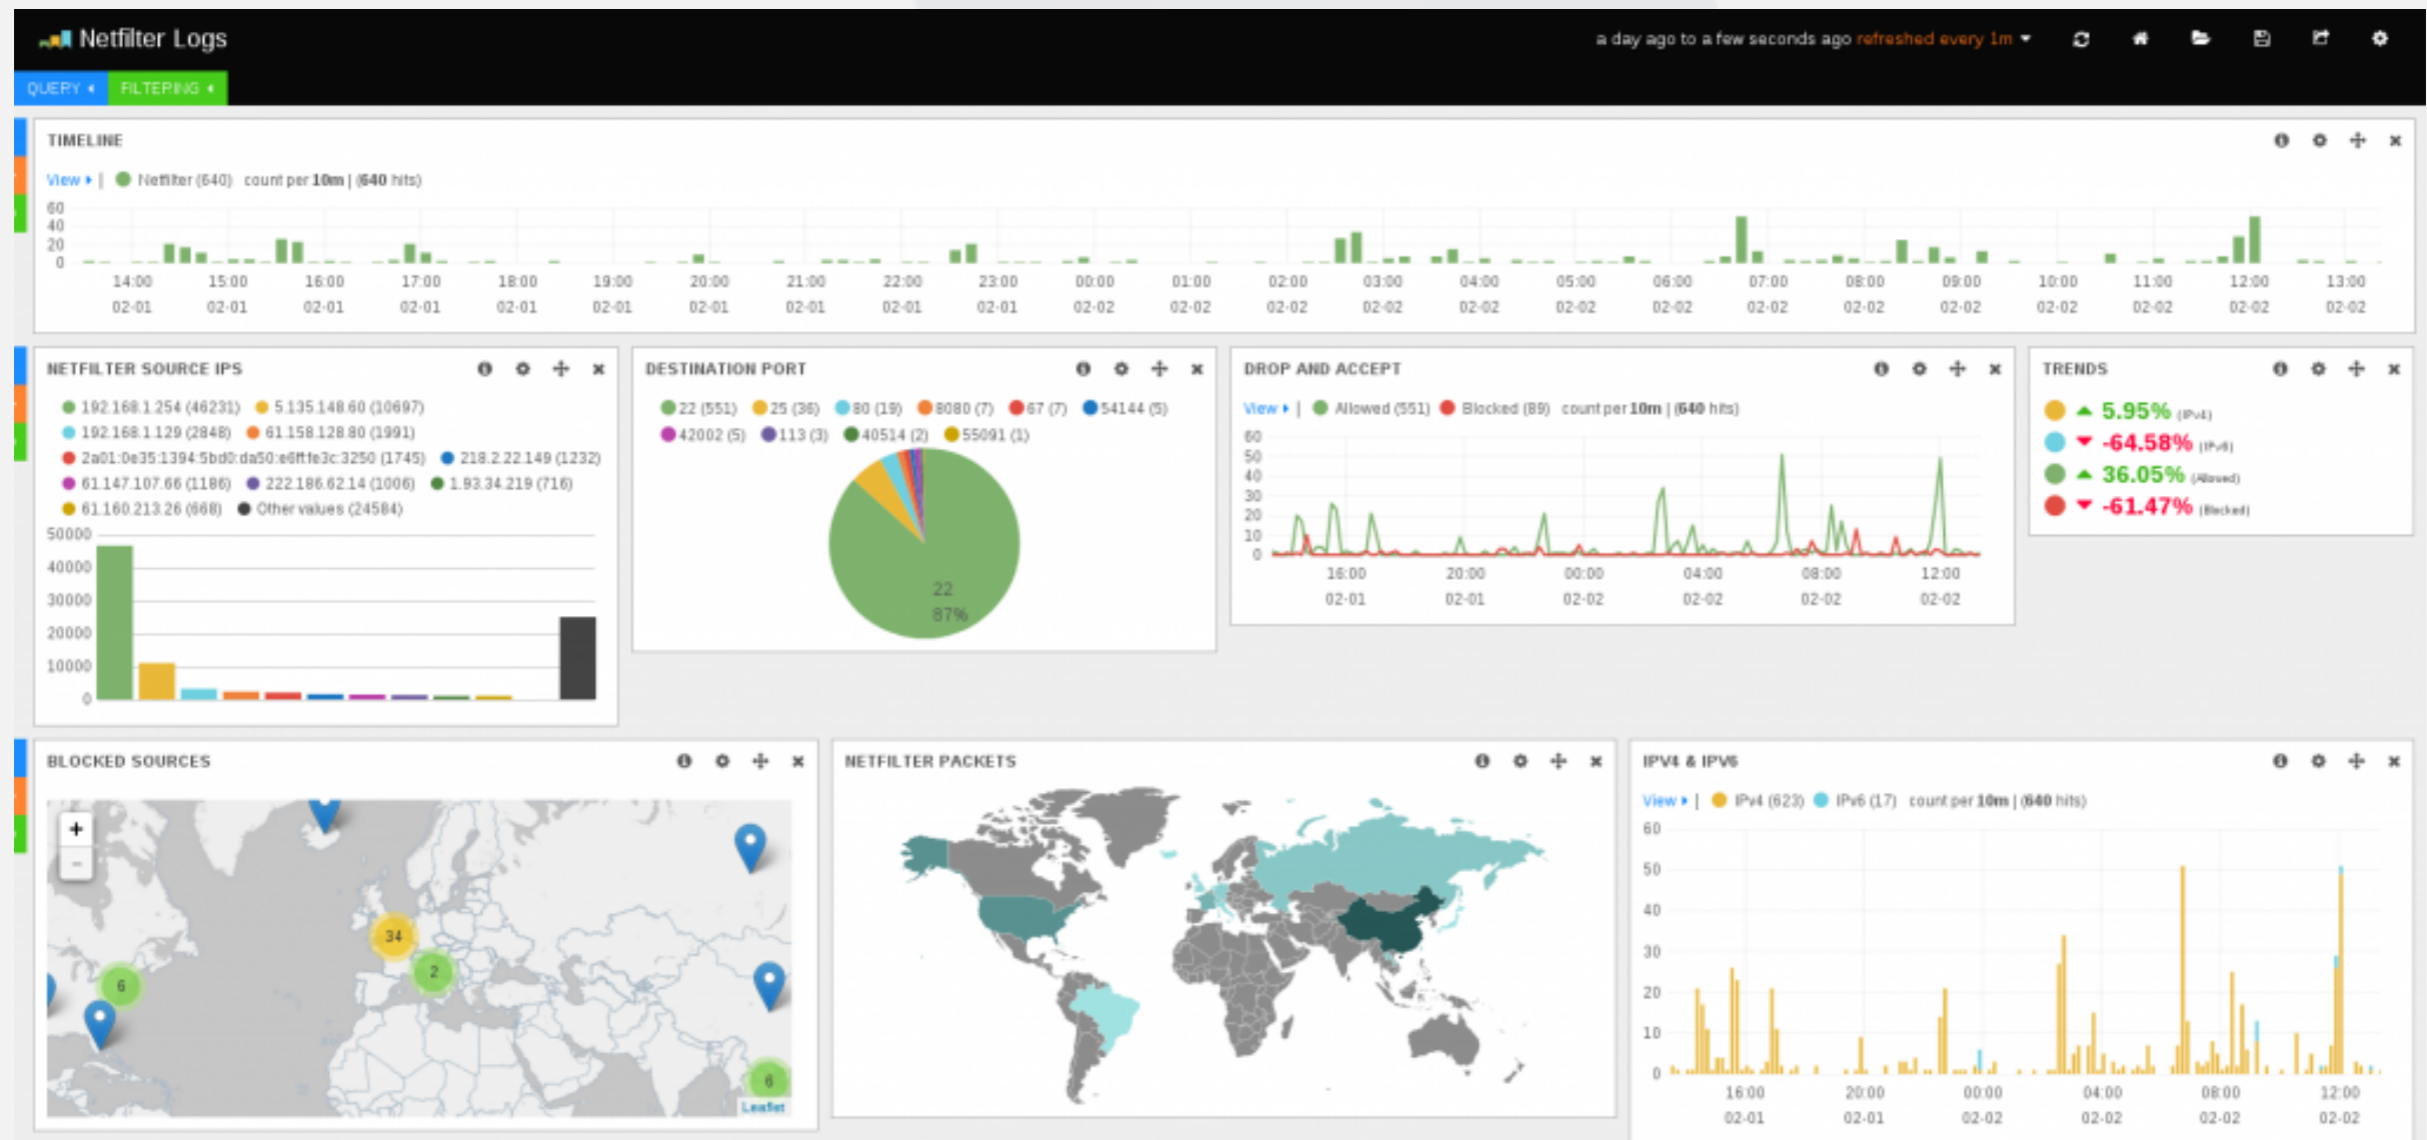 Netfilter Logs
a day ago to a few seconds ago refreshed every 1m
QUERY FILTERING
TIMELINE
View | Netfilter (640) count per 10m | (640 hits)
60
40
20
0
14:00 15:00 16:00 17:00 18:00 19:00 20:00 21:00 22:00 23:00 00:00 01:00 02:00 03:00 04:00 05:00 06:00 07:00 08:00 09:00 10:00 11:00 12:00 13:00
02-01 02-01 02-01 02-01 02-01 02-01 02-01 02-01 02-01 02-01 02-02 02-02 02-02 02-02 02-02 02-02 02-02 02-02 02-02 02-02 02-02 02-02 02-02 02-02
NETFILTER SOURCE IPS
192.168.1.254 (46231) 5.135.148.60 (10697)
192.168.1.129 (2848) 61.158.128.80 (1991)
2a01:0e35:1394:5bd0:da50:e6ff:fe3c:3250 (1745) 218.2.22.149 (1232)
61.147.107.66 (1186) 222.186.62.14 (1006) 1.93.34.219 (716)
61.160.213.26 (668) Other values (24584)
50000
40000
30000
20000
10000
0
DESTINATION PORT
22 (551) 25 (36) 80 (19) 8080 (7) 67 (7) 54144 (5)
42002 (5) 113 (3) 40514 (2) 55091 (1)
22
87%
DROP AND ACCEPT
View | Allowed (551) Blocked (89) count per 10m | (640 hits)
60
50
40
30
20
10
0
16:00 20:00 00:00 04:00 08:00 12:00
02-01 02-01 02-02 02-02 02-02 02-02
TRENDS
5.95% (IPv4)
-64.58% (IPv6)
36.05% (Allowed)
-61.47% (Blocked)
BLOCKED SOURCES
+
-
34
2
6
6
Leaflet
NETFILTER PACKETS
IPV4 & IPV6
View | IPv4 (623) IPv6 (17) count per 10m | (640 hits)
60
50
40
30
20
10
0
16:00 20:00 00:00 04:00 08:00 12:00
02-01 02-01 02-02 02-02 02-02 02-02